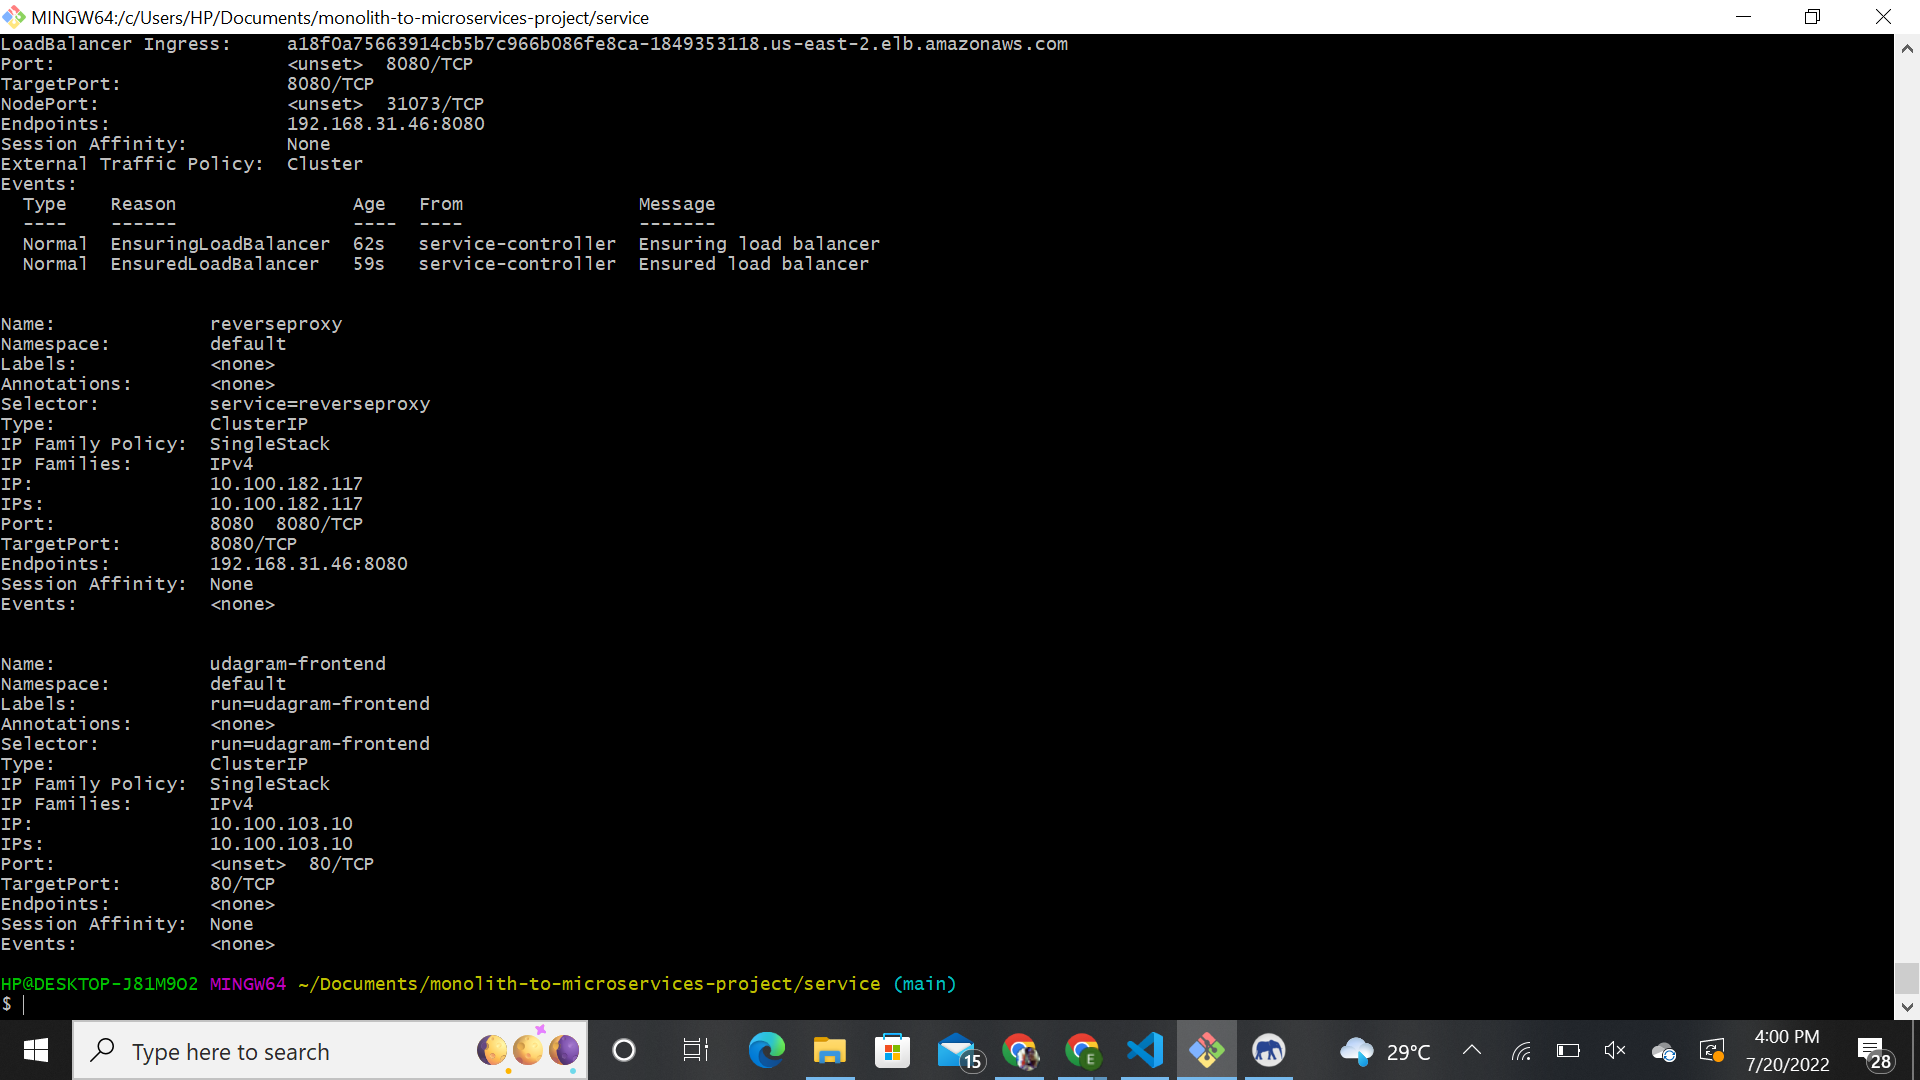 MINGW64:/c/Users/HP/Documents/monolith-to-microservices-project/service
LoadBalancer Ingress:     a18f0a75663914cb5b7c966b086fe8ca-1849353118.us-east-2.elb.amazonaws.com
Port:                     <unset>  8080/TCP
TargetPort:               8080/TCP
NodePort:                 <unset>  31073/TCP
Endpoints:                192.168.31.46:8080
Session Affinity:         None
External Traffic Policy:  Cluster
Events:
  Type    Reason                Age   From                Message
  ----    ------                ----  ----                -------
  Normal  EnsuringLoadBalancer  62s   service-controller  Ensuring load balancer
  Normal  EnsuredLoadBalancer   59s   service-controller  Ensured load balancer
Name:              reverseproxy
Namespace:         default
Labels:            <none>
Annotations:       <none>
Selector:          service=reverseproxy
Type:              ClusterIP
IP Family Policy:  SingleStack
IP Families:       IPv4
IP:                10.100.182.117
IPs:               10.100.182.117
Port:              8080  8080/TCP
TargetPort:        8080/TCP
Endpoints:         192.168.31.46:8080
Session Affinity:  None
Events:            <none>
Name:              udagram-frontend
Namespace:         default
Labels:            run=udagram-frontend
Annotations:       <none>
Selector:          run=udagram-frontend
Type:              ClusterIP
IP Family Policy:  SingleStack
IP Families:       IPv4
IP:                10.100.103.10
IPs:               10.100.103.10
Port:              <unset>  80/TCP
TargetPort:        80/TCP
Endpoints:         <none>
Session Affinity:  None
Events:            <none>
HP@DESKTOP-J81M9O2 MINGW64 ~/Documents/monolith-to-microservices-project/service (main)
$
Type here to search
15
E
29°C
4:00 PM
7/20/2022
28